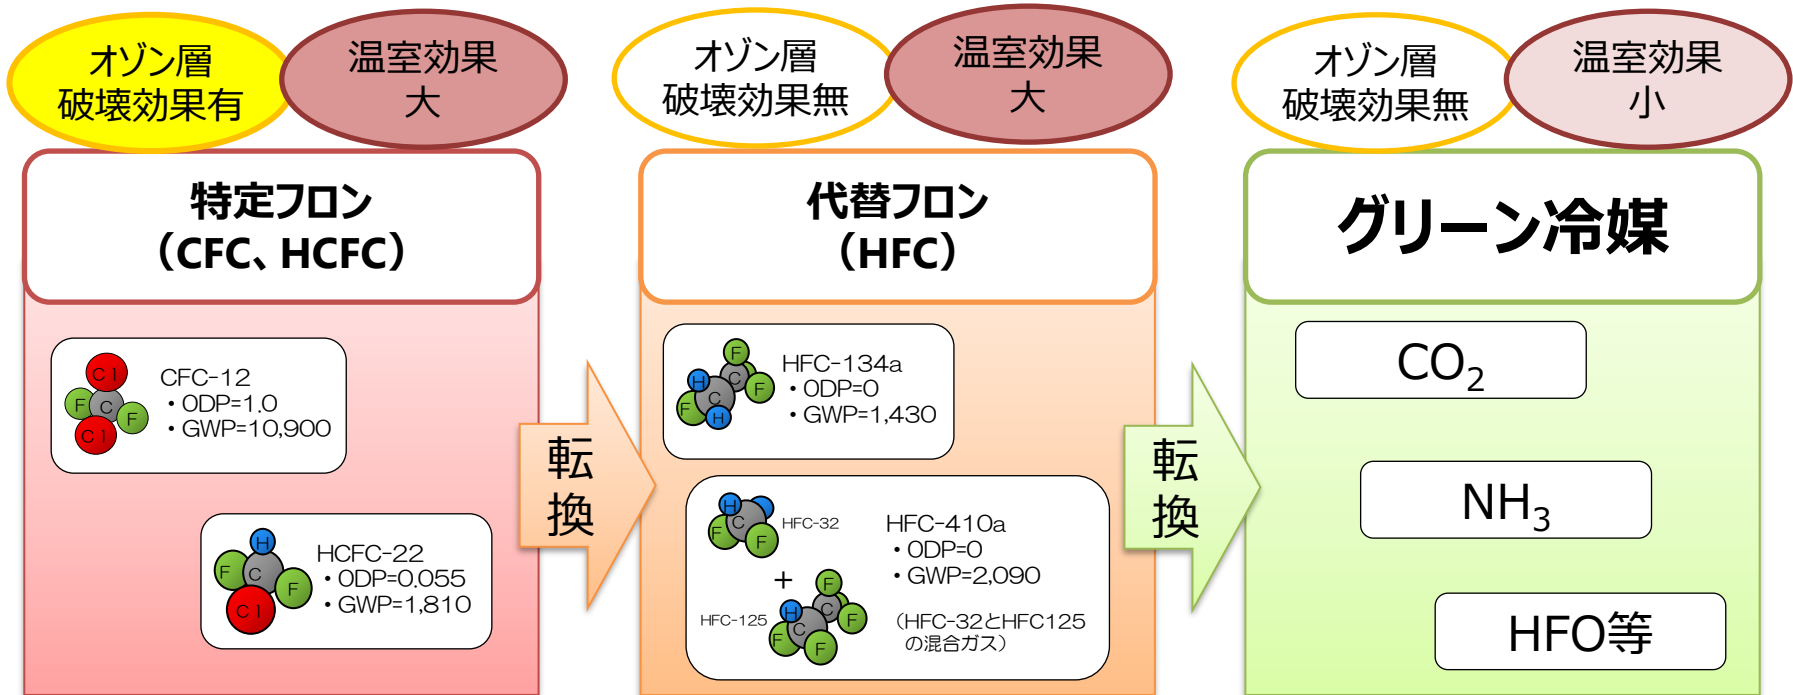 オゾン層
破壊効果有
温室効果
大
オゾン層
破壊効果無
温室効果
大
オゾン層
破壊効果無
温室効果
小
特定フロン
（CFC、HCFC）
Cl
F
C
F
Cl
CFC-12
・ODP=1.0
・GWP=10,900
H
F
C
F
Cl
HCFC-22
・ODP=0.055
・GWP=1,810
転
換
代替フロン
（HFC）
F
H
C
F
C
F
H
HFC-134a
・ODP=0
・GWP=1,430
H
C
F
F
HFC-32
+
HFC-125
F
H
C
F
C
F
F
HFC-410a
・ODP=0
・GWP=2,090
（HFC-32とHFC125
の混合ガス）
転
換
グリーン冷媒
CO₂
NH₃
HFO等